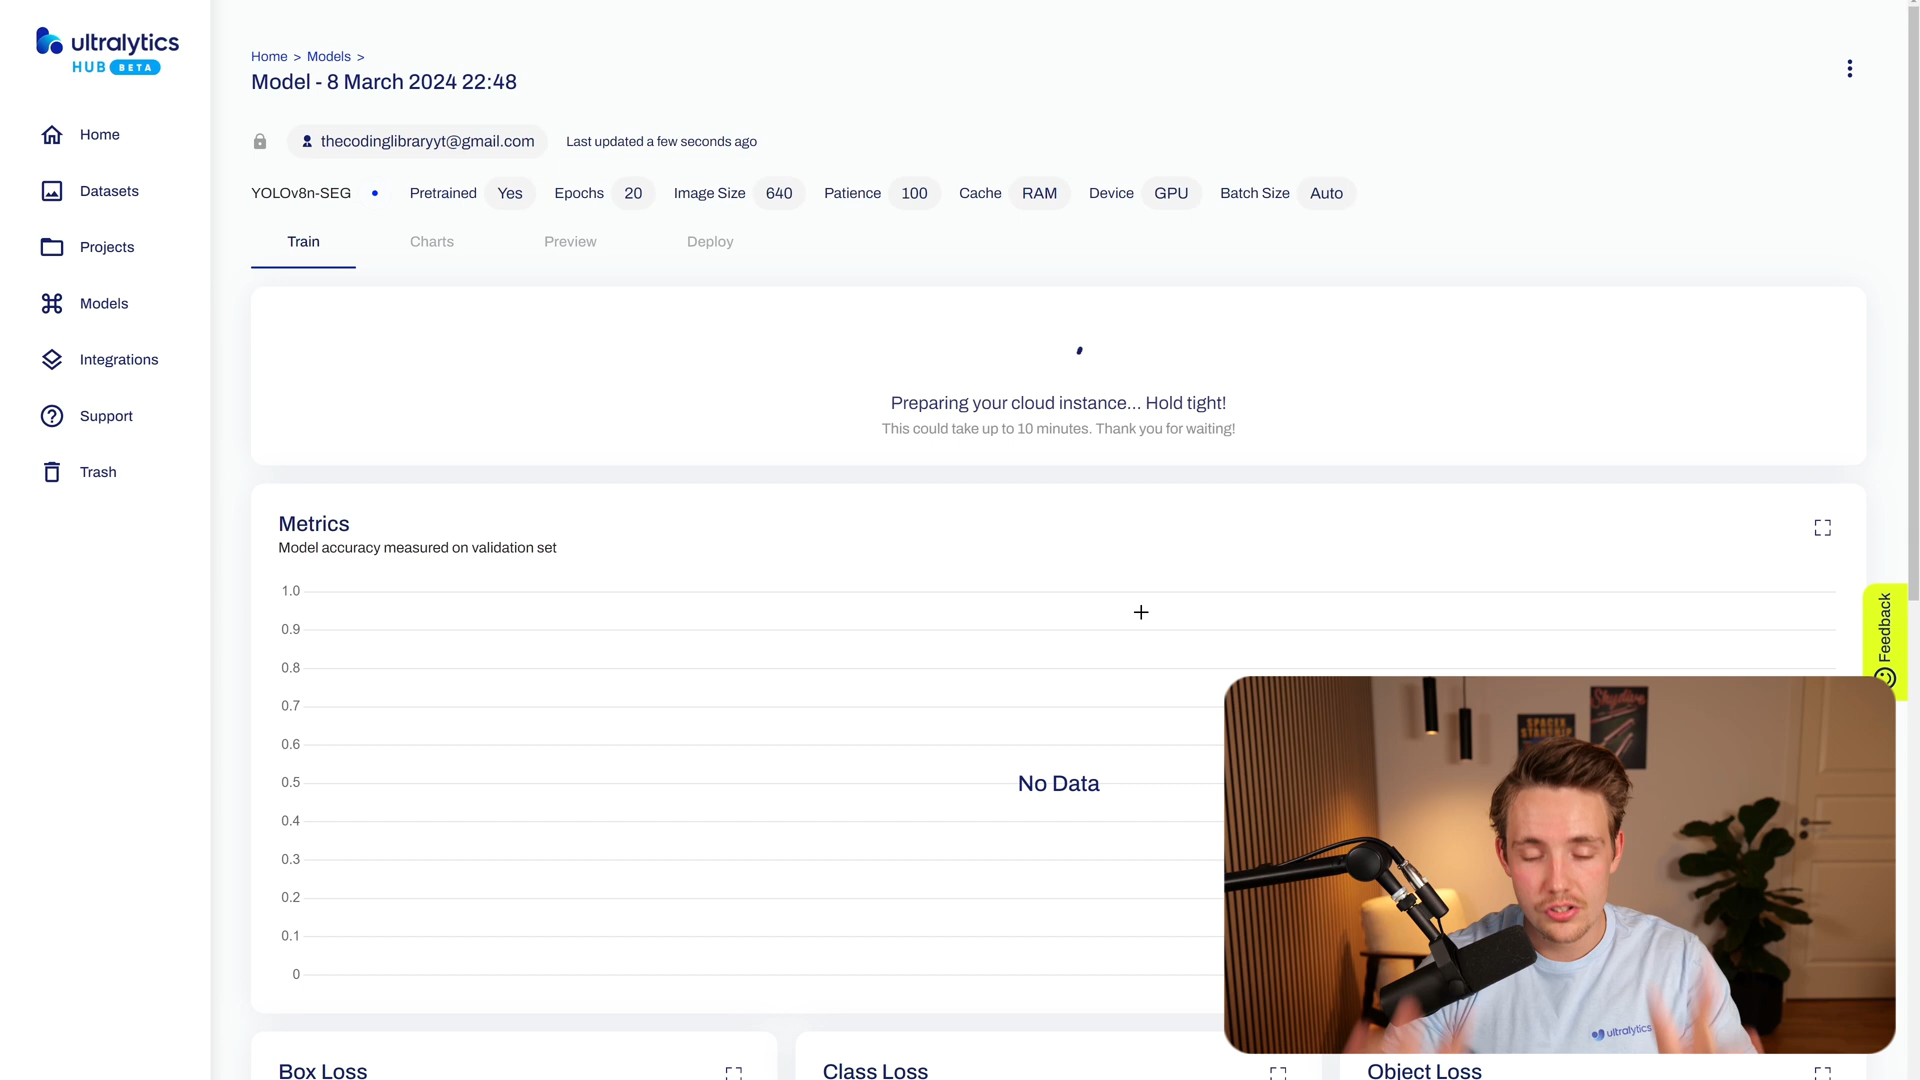 ultralytics
HUB BETA
Home
Datasets
Projects
Models
Integrations
Support
Trash
Home > Models >
Model - 8 March 2024 22:48
thecodinglibraryyt@gmail.com Last updated a few seconds ago
YOLOv8n-SEG Pretrained Yes Epochs 20 Image Size 640 Patience 100 Cache RAM Device GPU Batch Size Auto
Train Charts Preview Deploy
Preparing your cloud instance... Hold tight!
This could take up to 10 minutes. Thank you for waiting!
Metrics
Model accuracy measured on validation set
1.0
0.9
0.8
0.7
0.6
0.5
0.4
0.3
0.2
0.1
0
No Data
Feedback
Skydive
SPACEX
STARSHIP
ultralytics
Box Loss Class Loss Object Loss